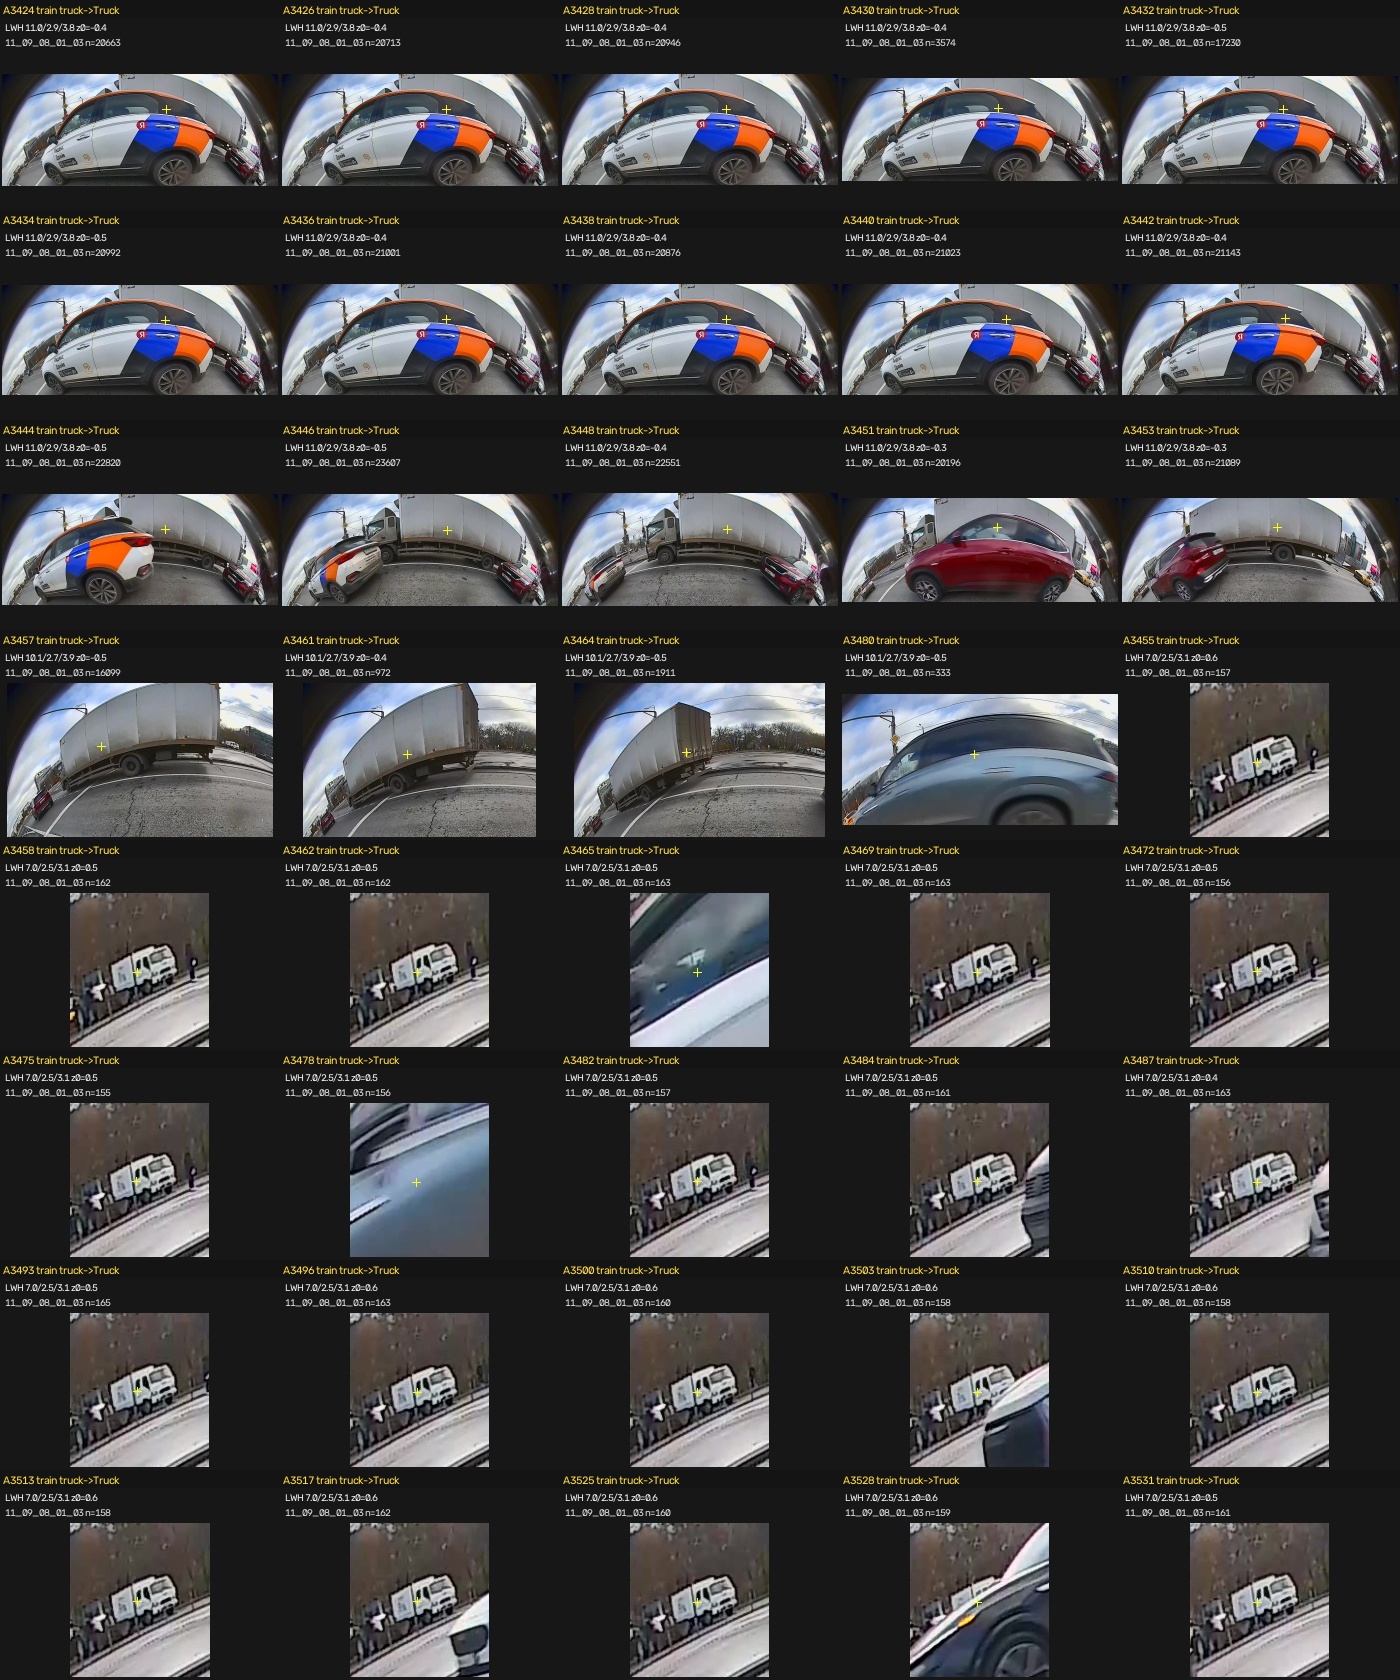 A3424 train truck->Truck
LWH 11.0/2.9/3.8 z0=-0.4
11_09_08_01_03 n=20663
A3426 train truck->Truck
LWH 11.0/2.9/3.8 z0=-0.4
11_09_08_01_03 n=20713
A3428 train truck->Truck
LWH 11.0/2.9/3.8 z0=-0.4
11_09_08_01_03 n=20946
A3430 train truck->Truck
LWH 11.0/2.9/3.8 z0=-0.4
11_09_08_01_03 n=3574
A3432 train truck->Truck
LWH 11.0/2.9/3.8 z0=-0.5
11_09_08_01_03 n=17230
A3434 train truck->Truck
LWH 11.0/2.9/3.8 z0=-0.5
11_09_08_01_03 n=20992
A3436 train truck->Truck
LWH 11.0/2.9/3.8 z0=-0.4
11_09_08_01_03 n=21001
A3438 train truck->Truck
LWH 11.0/2.9/3.8 z0=-0.4
11_09_08_01_03 n=20876
A3440 train truck->Truck
LWH 11.0/2.9/3.8 z0=-0.4
11_09_08_01_03 n=21023
A3442 train truck->Truck
LWH 11.0/2.9/3.8 z0=-0.4
11_09_08_01_03 n=21143
A3444 train truck->Truck
LWH 11.0/2.9/3.8 z0=-0.5
11_09_08_01_03 n=22820
A3446 train truck->Truck
LWH 11.0/2.9/3.8 z0=-0.5
11_09_08_01_03 n=23607
A3448 train truck->Truck
LWH 11.0/2.9/3.8 z0=-0.4
11_09_08_01_03 n=22551
A3451 train truck->Truck
LWH 11.0/2.9/3.8 z0=-0.3
11_09_08_01_03 n=20196
A3453 train truck->Truck
LWH 11.0/2.9/3.8 z0=-0.3
11_09_08_01_03 n=21089
A3457 train truck->Truck
LWH 10.1/2.7/3.9 z0=-0.5
11_09_08_01_03 n=16099
A3461 train truck->Truck
LWH 10.1/2.7/3.9 z0=-0.4
11_09_08_01_03 n=972
A3464 train truck->Truck
LWH 10.1/2.7/3.9 z0=-0.5
11_09_08_01_03 n=1911
A3480 train truck->Truck
LWH 10.1/2.7/3.9 z0=-0.5
11_09_08_01_03 n=333
A3455 train truck->Truck
LWH 7.0/2.5/3.1 z0=0.6
11_09_08_01_03 n=157
A3458 train truck->Truck
LWH 7.0/2.5/3.1 z0=0.5
11_09_08_01_03 n=162
A3462 train truck->Truck
LWH 7.0/2.5/3.1 z0=0.5
11_09_08_01_03 n=162
A3465 train truck->Truck
LWH 7.0/2.5/3.1 z0=0.5
11_09_08_01_03 n=163
A3469 train truck->Truck
LWH 7.0/2.5/3.1 z0=0.5
11_09_08_01_03 n=163
A3472 train truck->Truck
LWH 7.0/2.5/3.1 z0=0.5
11_09_08_01_03 n=156
A3475 train truck->Truck
LWH 7.0/2.5/3.1 z0=0.5
11_09_08_01_03 n=155
A3478 train truck->Truck
LWH 7.0/2.5/3.1 z0=0.5
11_09_08_01_03 n=156
A3482 train truck->Truck
LWH 7.0/2.5/3.1 z0=0.5
11_09_08_01_03 n=157
A3484 train truck->Truck
LWH 7.0/2.5/3.1 z0=0.5
11_09_08_01_03 n=161
A3487 train truck->Truck
LWH 7.0/2.5/3.1 z0=0.4
11_09_08_01_03 n=163
A3493 train truck->Truck
LWH 7.0/2.5/3.1 z0=0.5
11_09_08_01_03 n=165
A3496 train truck->Truck
LWH 7.0/2.5/3.1 z0=0.6
11_09_08_01_03 n=163
A3500 train truck->Truck
LWH 7.0/2.5/3.1 z0=0.6
11_09_08_01_03 n=160
A3503 train truck->Truck
LWH 7.0/2.5/3.1 z0=0.6
11_09_08_01_03 n=158
A3510 train truck->Truck
LWH 7.0/2.5/3.1 z0=0.6
11_09_08_01_03 n=158
A3513 train truck->Truck
LWH 7.0/2.5/3.1 z0=0.6
11_09_08_01_03 n=158
A3517 train truck->Truck
LWH 7.0/2.5/3.1 z0=0.6
11_09_08_01_03 n=162
A3525 train truck->Truck
LWH 7.0/2.5/3.1 z0=0.6
11_09_08_01_03 n=160
A3528 train truck->Truck
LWH 7.0/2.5/3.1 z0=0.6
11_09_08_01_03 n=159
A3531 train truck->Truck
LWH 7.0/2.5/3.1 z0=0.5
11_09_08_01_03 n=161